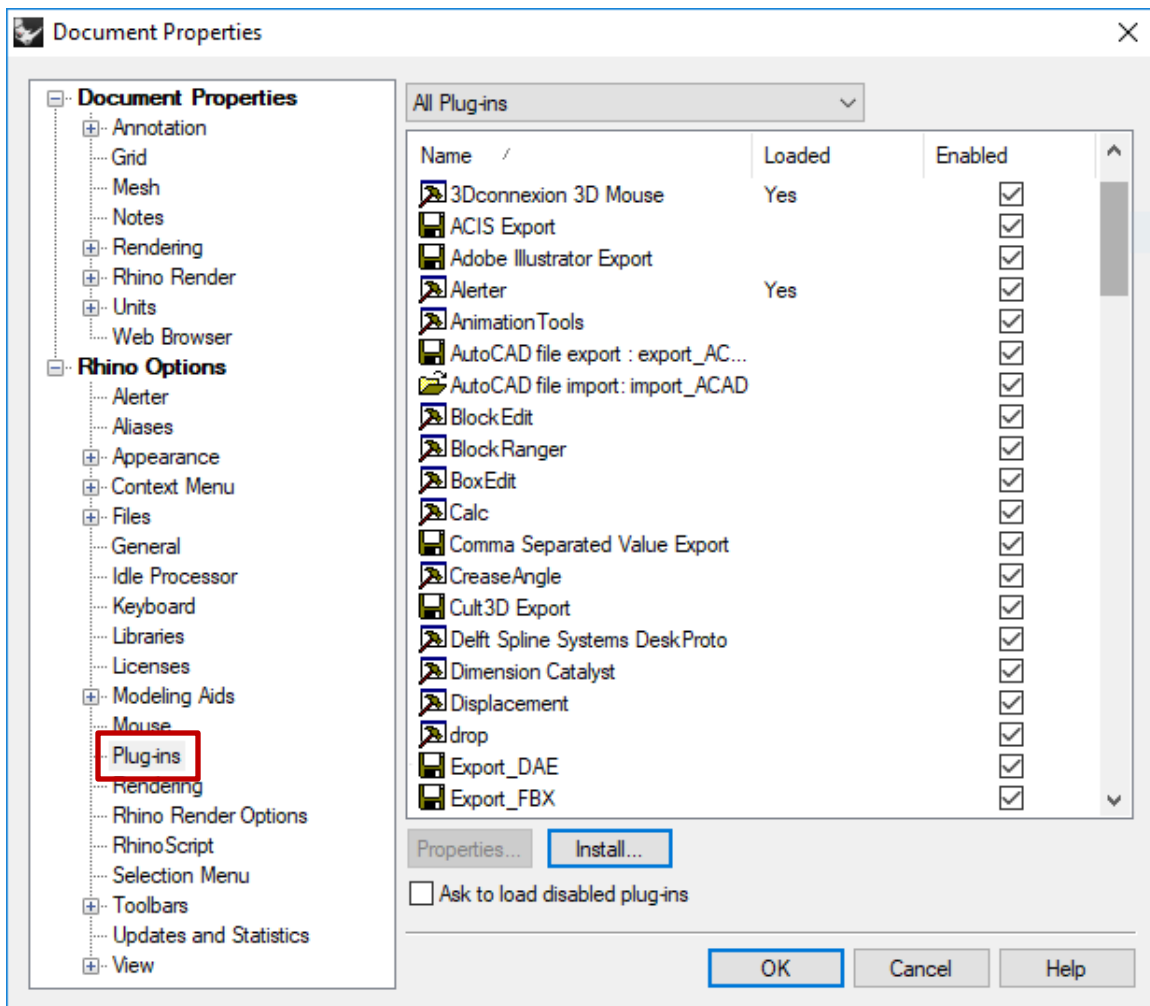 Document Properties
Document Properties
Annotation
Grid
Mesh
Notes
Rendering
Rhino Render
Units
Web Browser
Rhino Options
Alerter
Aliases
Appearance
Context Menu
Files
General
Idle Processor
Keyboard
Libraries
Licenses
Modeling Aids
Mouse
Plug-ins
Rendering
Rhino Render Options
RhinoScript
Selection Menu
Toolbars
Updates and Statistics
View
All Plug-ins
Name Loaded Enabled
3Dconnexion 3D Mouse Yes
ACIS Export
Adobe Illustrator Export
Alerter Yes
AnimationTools
AutoCAD file export : export_AC...
AutoCAD file import: import_ACAD
BlockEdit
BlockRanger
BoxEdit
Calc
Comma Separated Value Export
CreaseAngle
Cult3D Export
Delft Spline Systems DeskProto
Dimension Catalyst
Displacement
drop
Export_DAE
Export_FBX
Properties... Install...
Ask to load disabled plug-ins
OK Cancel Help